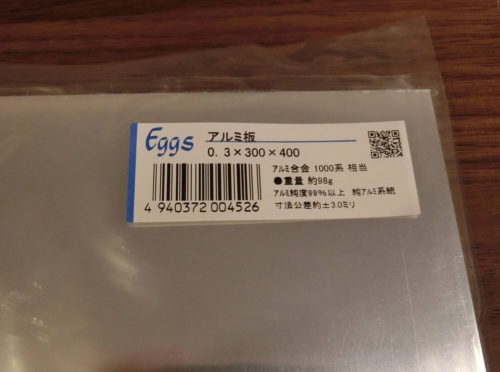 Eggs
アルミ板
0.3×300×400
アルミ合金 1000系 相当
●重量 約98g
アルミ純度99%以上 純アルミ系統
寸法公差約±3.0ミリ
4 940372 004526